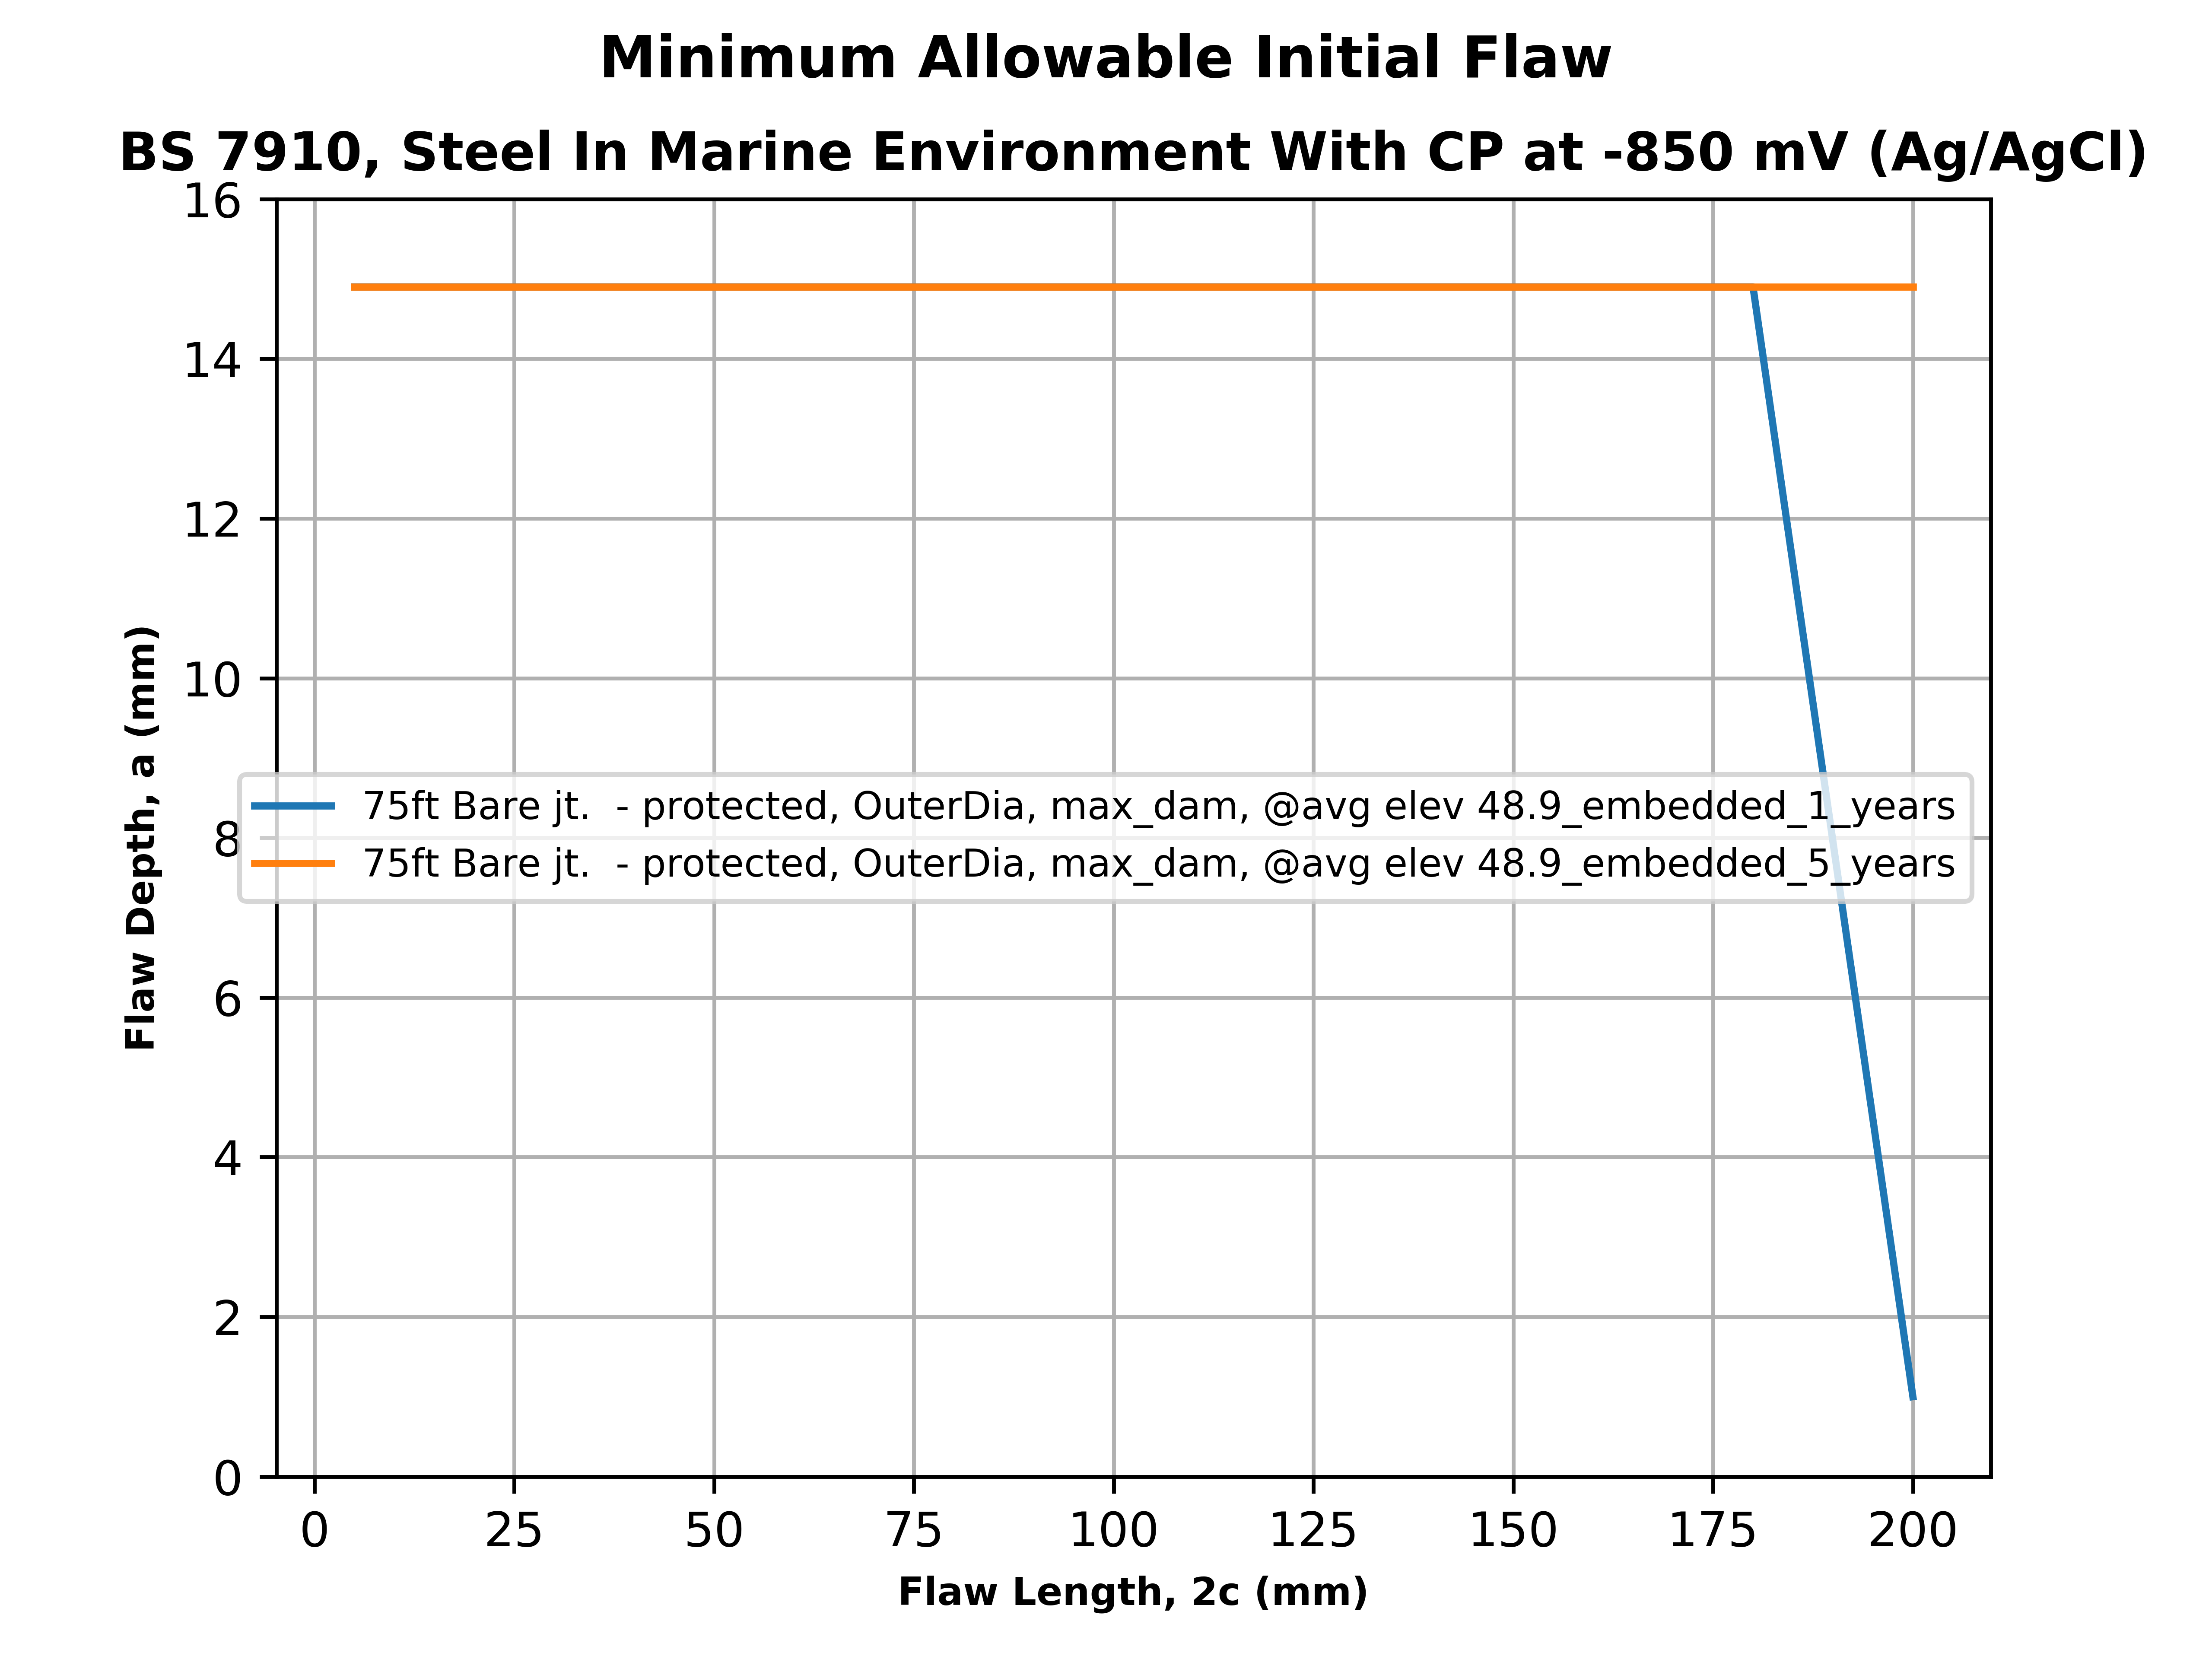 Minimum Allowable Initial Flaw
BS 7910, Steel In Marine Environment With CP at -850 mV (Ag/AgCl)
16
14
12
10
8
6
4
2
0
Flaw Depth, a (mm)
75ft Bare jt.  - protected, OuterDia, max_dam, @avg elev 48.9_embedded_1_years
75ft Bare jt.  - protected, OuterDia, max_dam, @avg elev 48.9_embedded_5_years
0 25 50 75 100 125 150 175 200
Flaw Length, 2c (mm)